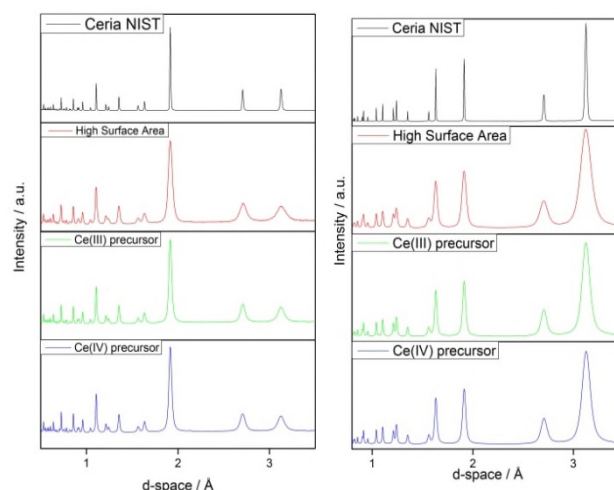 Ceria NIST
High Surface Area
Ce(III) precursor
Ce(IV) precursor
Intensity / a.u.
1
2
3
d-space / Å
Ceria NIST
High Surface Area
Ce(III) precursor
Ce(IV) precursor
Intensity / a.u.
1
2
3
d-space / Å